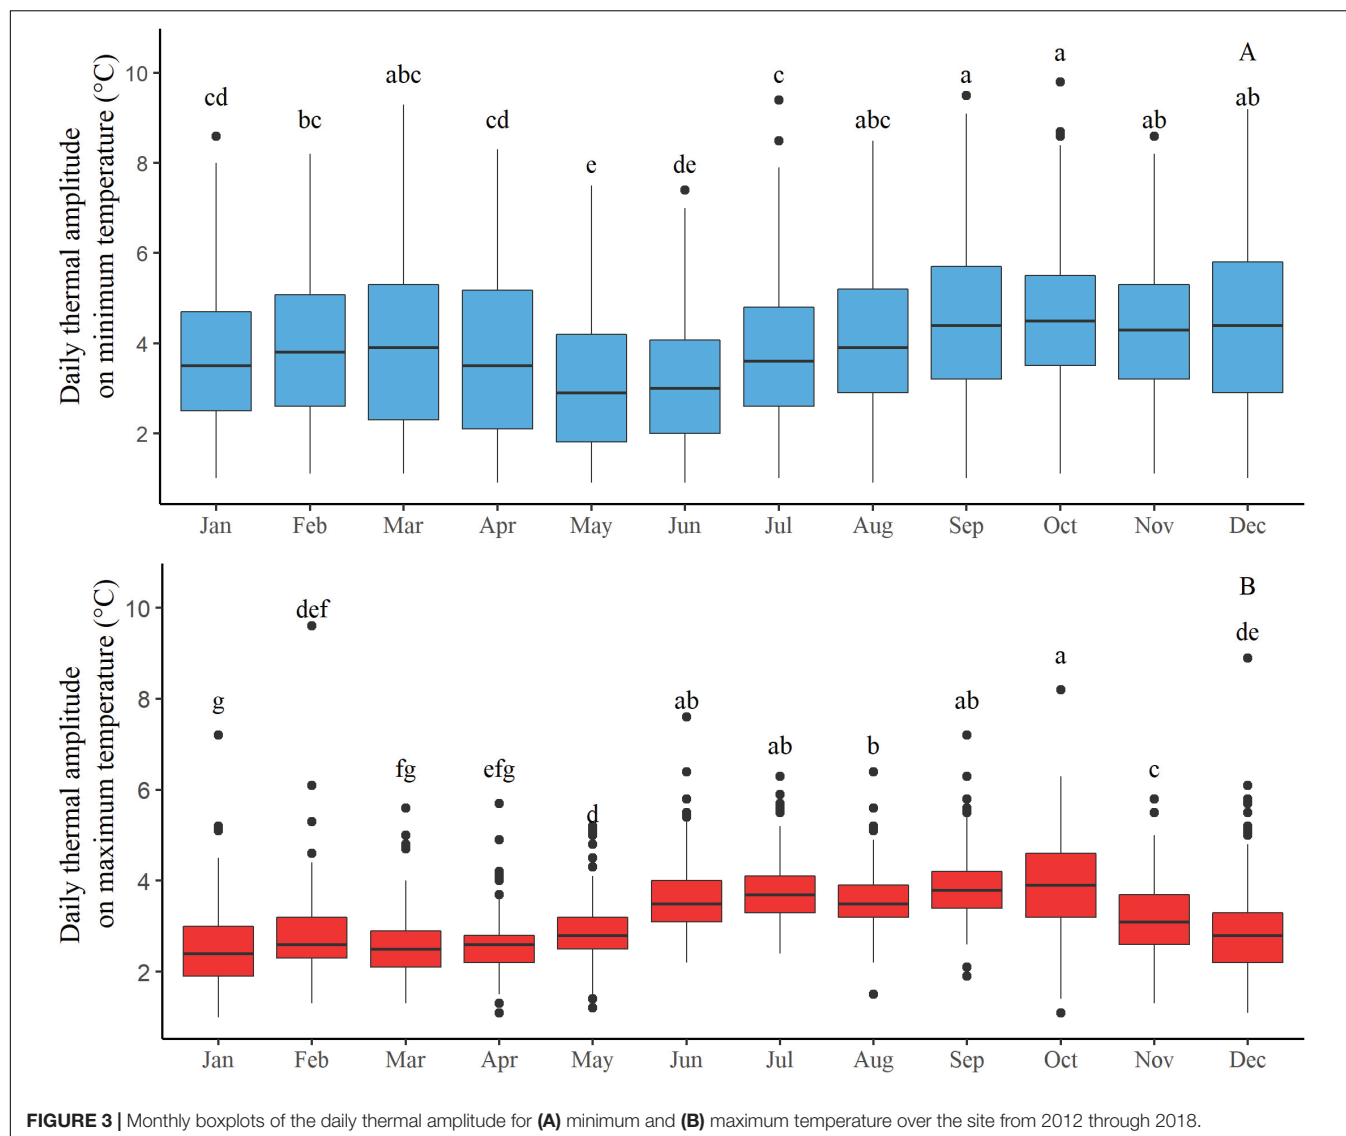 Daily thermal amplitude
on minimum temperature (°C)
10
8
6
4
2
cd
bc
abc
cd
e
de
c
abc
a
a
ab
A
ab
Jan Feb Mar Apr May Jun Jul Aug Sep Oct Nov Dec
Daily thermal amplitude
on maximum temperature (°C)
10
8
6
4
2
g
def
fg
efg
d
ab
ab
b
ab
a
c
B
de
Jan Feb Mar Apr May Jun Jul Aug Sep Oct Nov Dec
FIGURE 3 | Monthly boxplots of the daily thermal amplitude for (A) minimum and (B) maximum temperature over the site from 2012 through 2018.